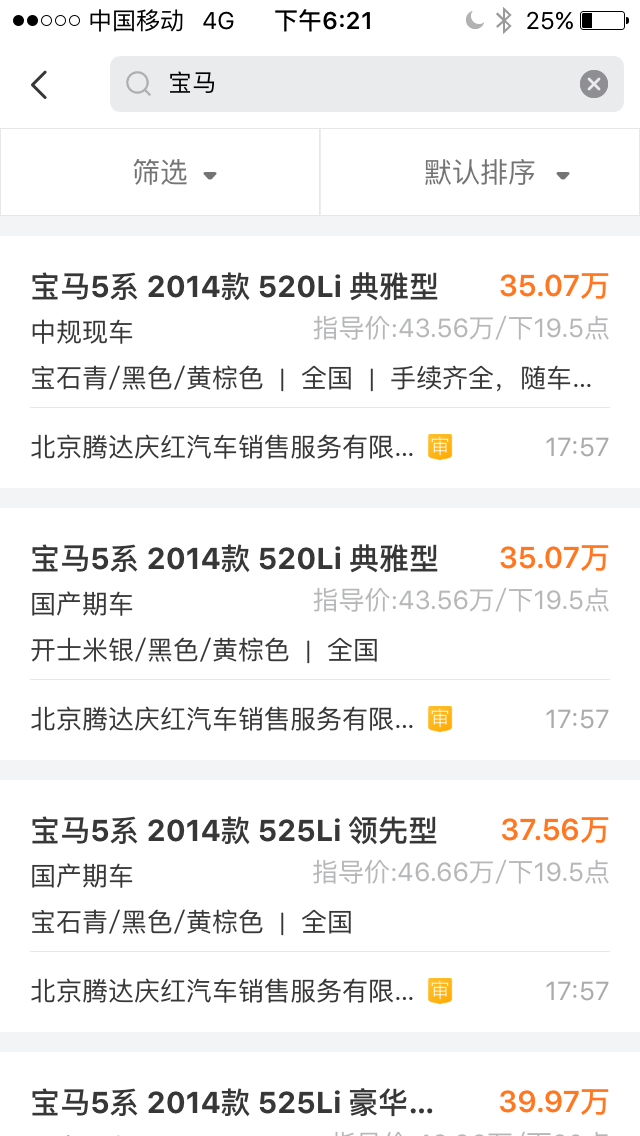 中国移动 4G 下午6:21 25%
宝马
筛选 默认排序
宝马5系 2014款 520Li 典雅型 35.07万
中规现车 指导价:43.56万/下19.5点
宝石青/黑色/黄棕色 | 全国 | 手续齐全，随车...
北京腾达庆红汽车销售服务有限... 审 17:57
宝马5系 2014款 520Li 典雅型 35.07万
国产期车 指导价:43.56万/下19.5点
开士米银/黑色/黄棕色 | 全国
北京腾达庆红汽车销售服务有限... 审 17:57
宝马5系 2014款 525Li 领先型 37.56万
国产期车 指导价:46.66万/下19.5点
宝石青/黑色/黄棕色 | 全国
北京腾达庆红汽车销售服务有限... 审 17:57
宝马5系 2014款 525Li 豪华... 39.97万